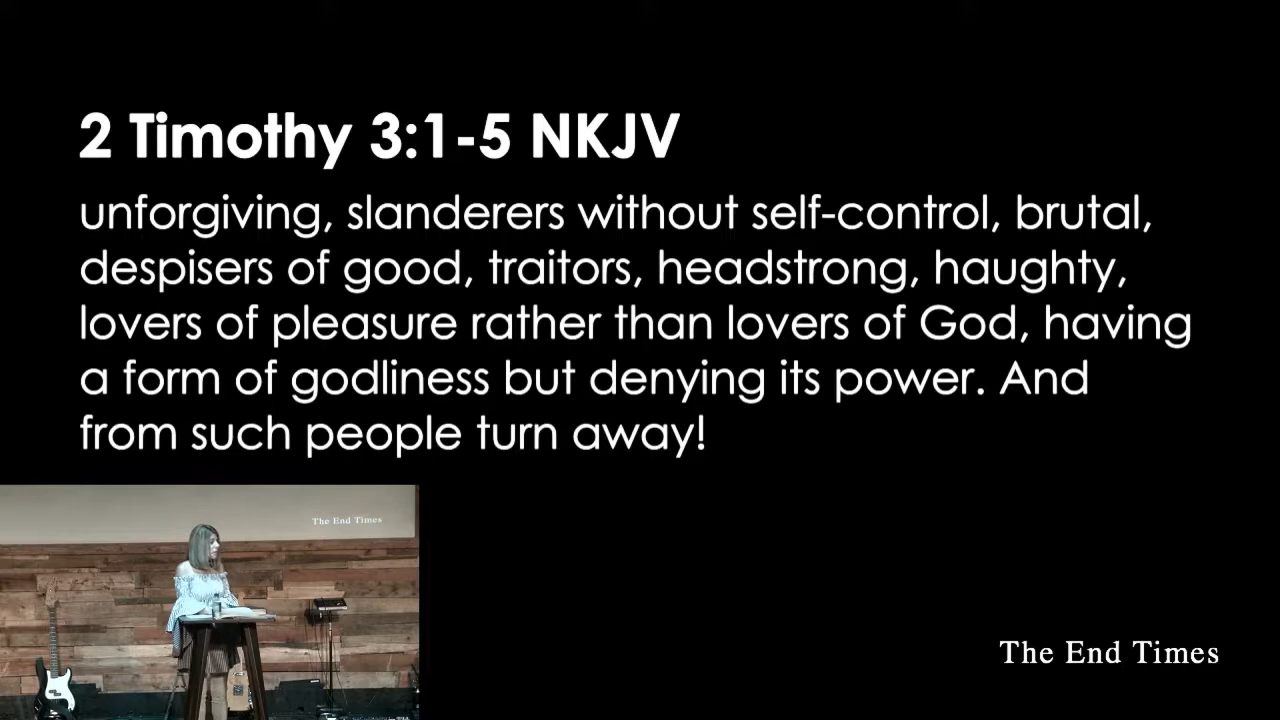 2 Timothy 3:1-5 NKJV
unforgiving, slanderers without self-control, brutal,
despisers of good, traitors, headstrong, haughty,
lovers of pleasure rather than lovers of God, having
a form of godliness but denying its power. And
from such people turn away!
The End Times
The End Times